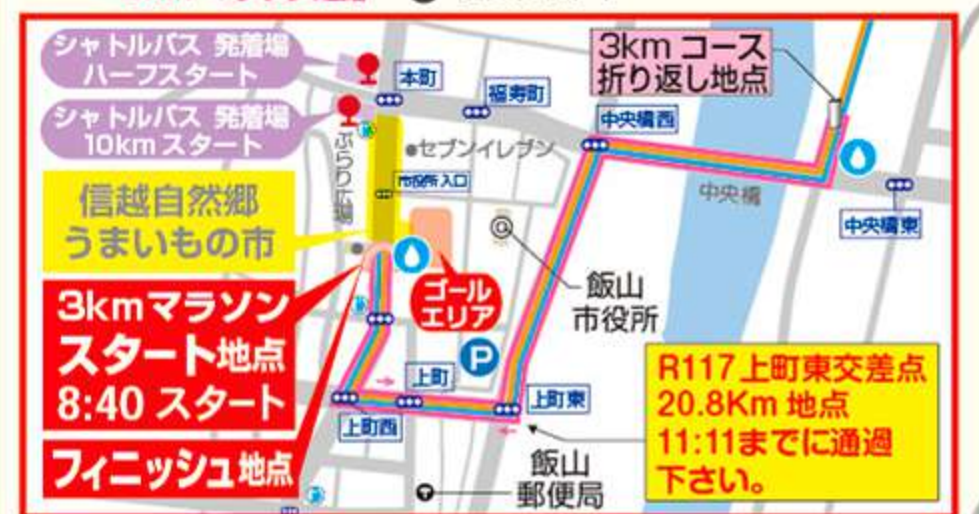 シャトルバス 発着場
ハーフスタート
シャトルバス 発着場
10km スタート
本町
福寿町
3km コース
折り返し地点
中央橋西
セブンイレブン
ぶらり広場
市役所入口
中央橋
中央橋東
信越自然郷
うまいもの市
ゴール
エリア
飯山
市役所
3kmマラソン
スタート地点
8:40 スタート
P
上町
上町東
上町西
R117 上町東交差点
20.8Km 地点
11:11までに通過
下さい。
フィニッシュ地点
飯山
郵便局